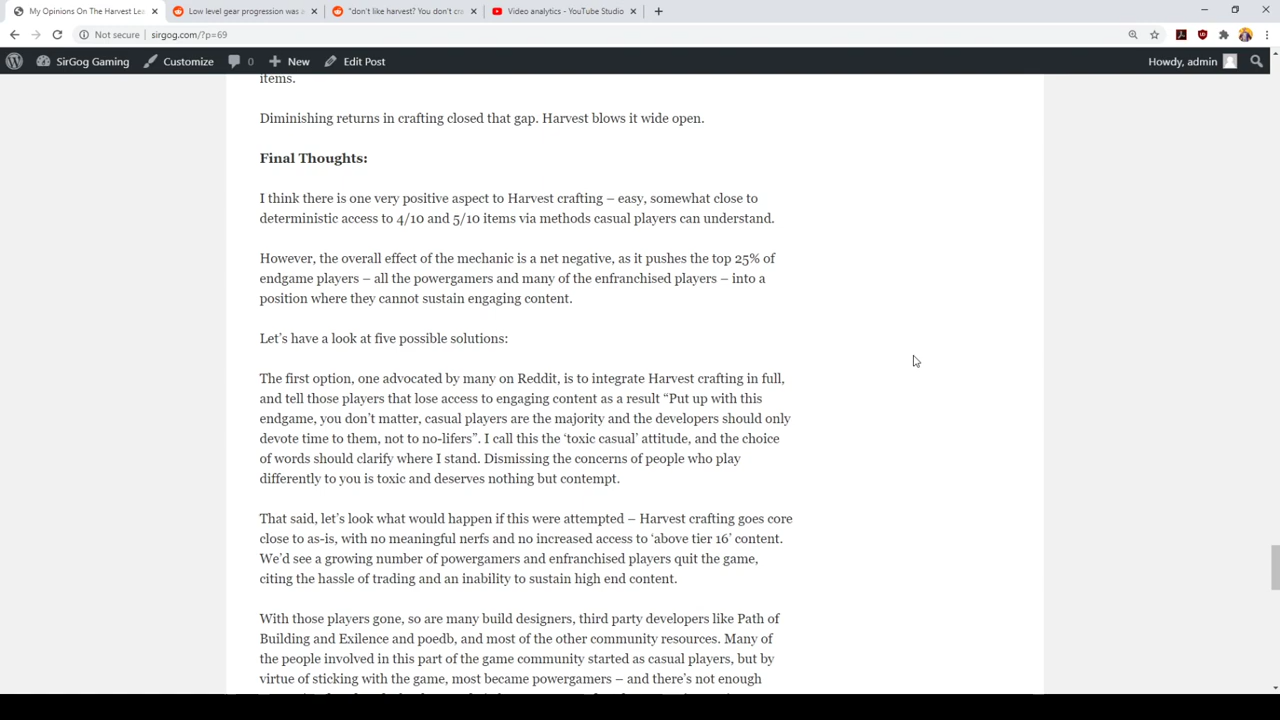 My Opinions On The Harvest Lea
Low level gear progression was a
"don't like harvest? You don't cr
Video analytics - YouTube Studio
Not secure | sirgog.com/?p=69
SirGog Gaming
Customize
0
New
Edit Post
Howdy, admin
items.
Diminishing returns in crafting closed that gap. Harvest blows it wide open.
Final Thoughts:
I think there is one very positive aspect to Harvest crafting – easy, somewhat close to
deterministic access to 4/10 and 5/10 items via methods casual players can understand.
However, the overall effect of the mechanic is a net negative, as it pushes the top 25% of
endgame players – all the powergamers and many of the enfranchised players – into a
position where they cannot sustain engaging content.
Let's have a look at five possible solutions:
The first option, one advocated by many on Reddit, is to integrate Harvest crafting in full,
and tell those players that lose access to engaging content as a result “Put up with this
endgame, you don't matter, casual players are the majority and the developers should only
devote time to them, not to no-lifers”. I call this the ‘toxic casual’ attitude, and the choice
of words should clarify where I stand. Dismissing the concerns of people who play
differently to you is toxic and deserves nothing but contempt.
That said, let's look what would happen if this were attempted – Harvest crafting goes core
close to as-is, with no meaningful nerfs and no increased access to ‘above tier 16’ content.
We'd see a growing number of powergamers and enfranchised players quit the game,
citing the hassle of trading and an inability to sustain high end content.
With those players gone, so are many build designers, third party developers like Path of
Building and Exilence and poedb, and most of the other community resources. Many of
the people involved in this part of the game community started as casual players, but by
virtue of sticking with the game, most became powergamers – and there's not enough